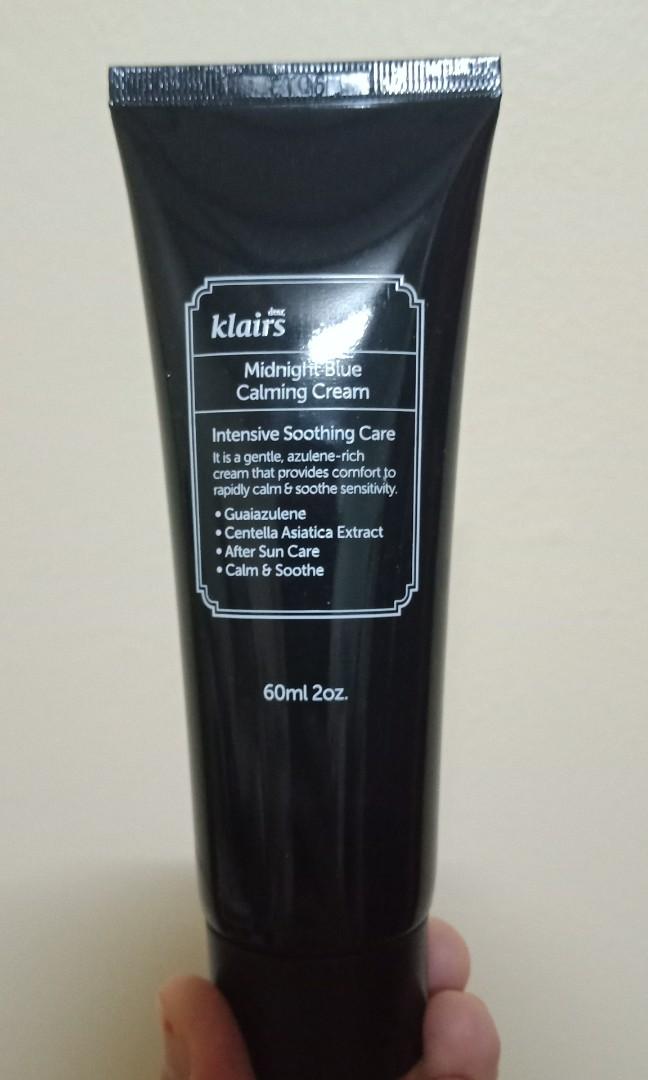 dear,
klairs
Midnight Blue
Calming Cream
Intensive Soothing Care
It is a gentle, azulene-rich
cream that provides comfort to
rapidly calm & soothe sensitivity.
• Guaiazulene
• Centella Asiatica Extract
• After Sun Care
• Calm & Soothe
60ml 2oz.